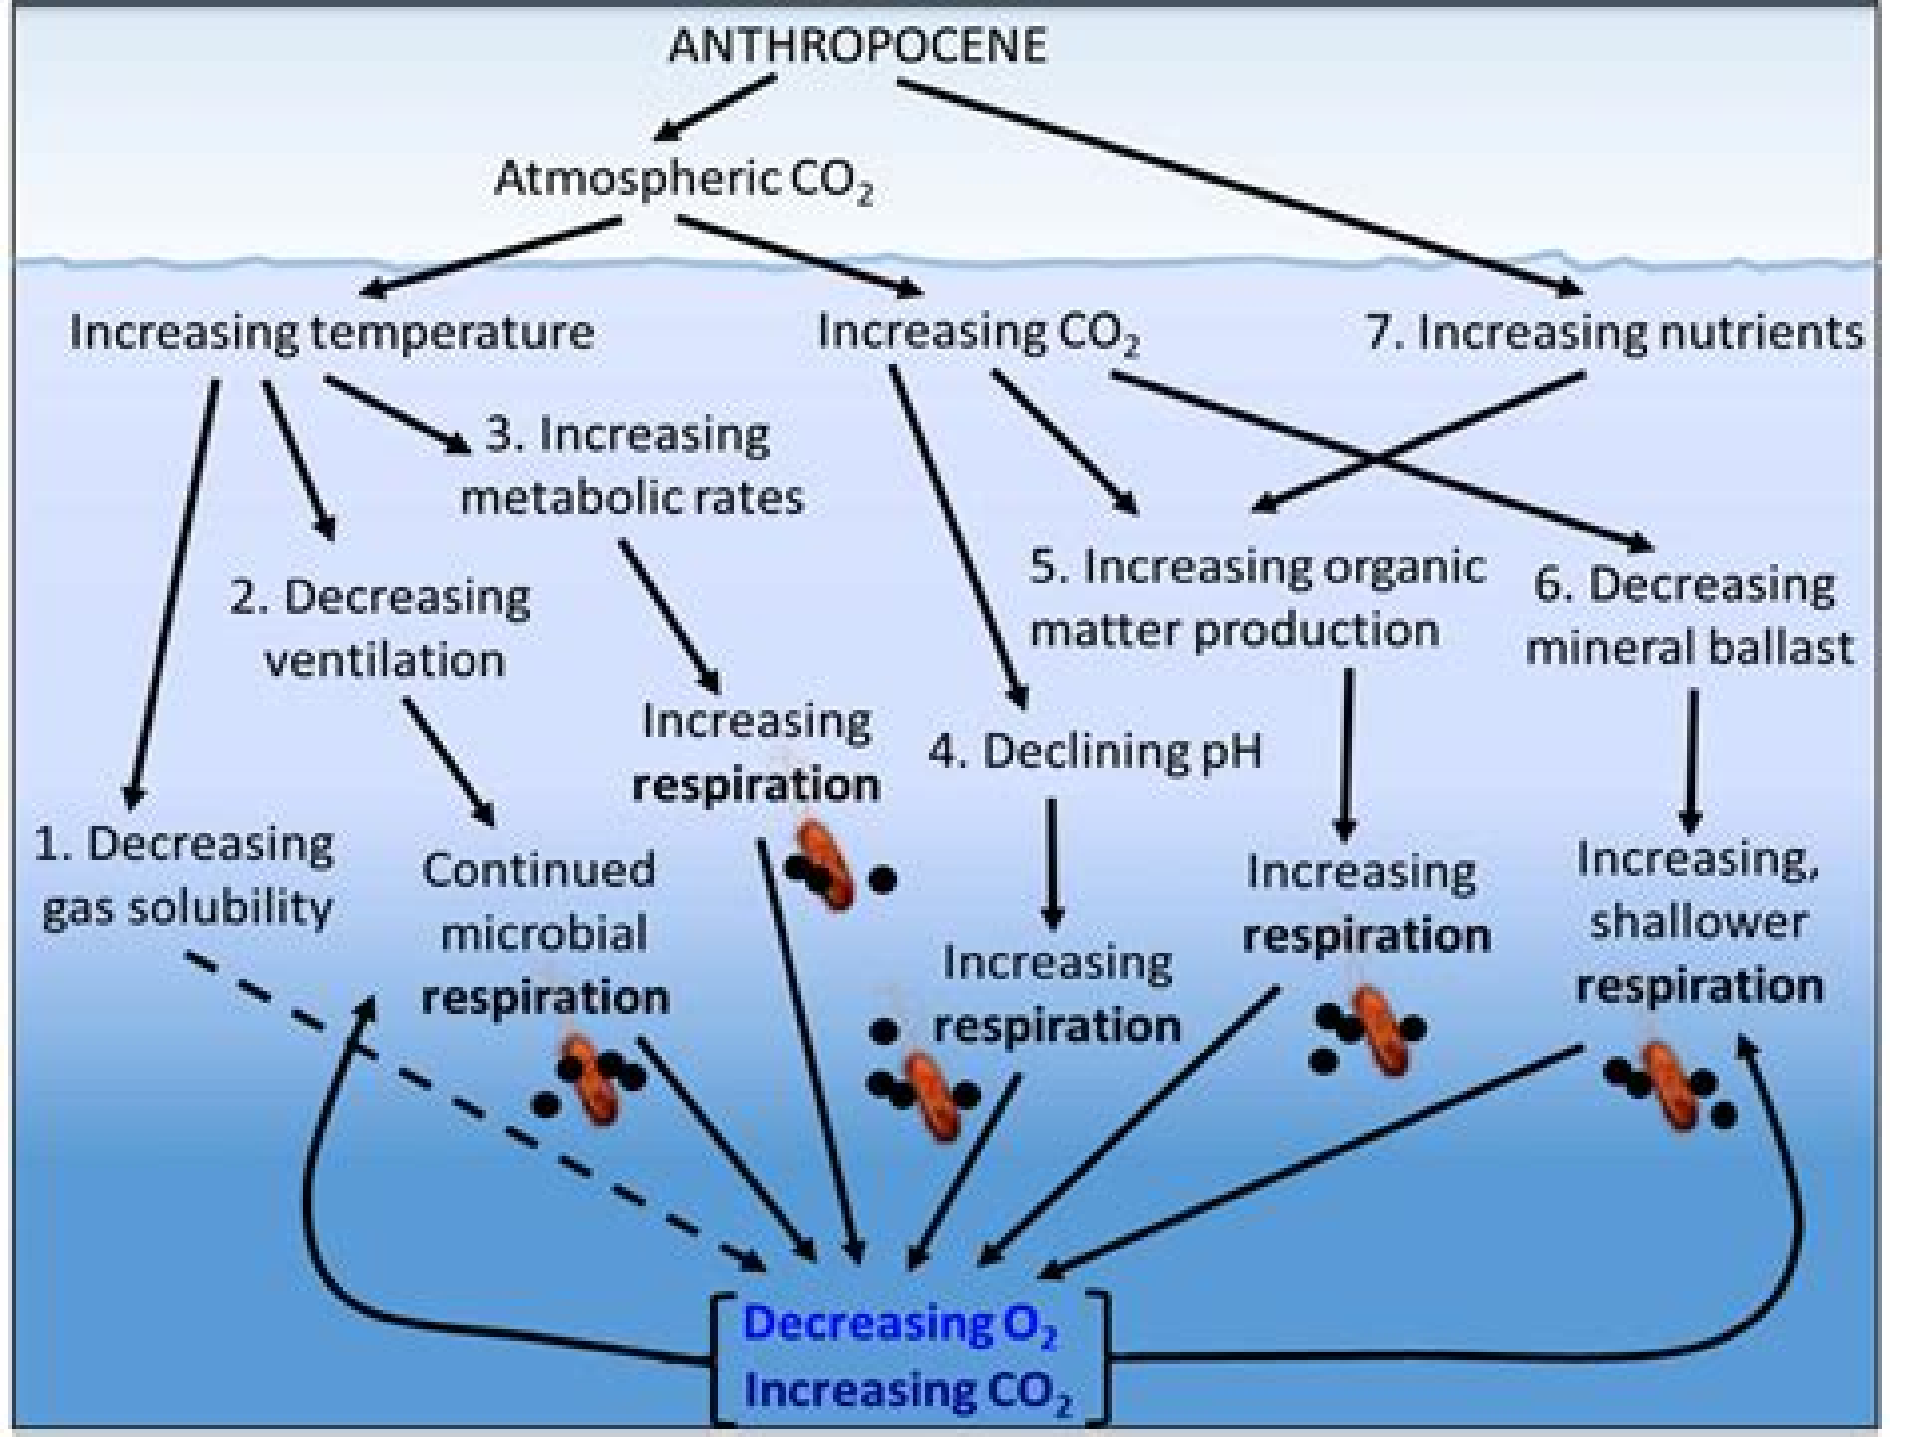 ANTHROPOCENE
Atmospheric CO₂
Increasing temperature
Increasing CO₂
7. Increasing nutrients
3. Increasing
metabolic rates
2. Decreasing
ventilation
5. Increasing organic
matter production
6. Decreasing
mineral ballast
Increasing
respiration
4. Declining pH
1. Decreasing
gas solubility
Continued
microbial
respiration
Increasing
respiration
Increasing
respiration
Increasing,
shallower
respiration
Decreasing O₂
Increasing CO₂